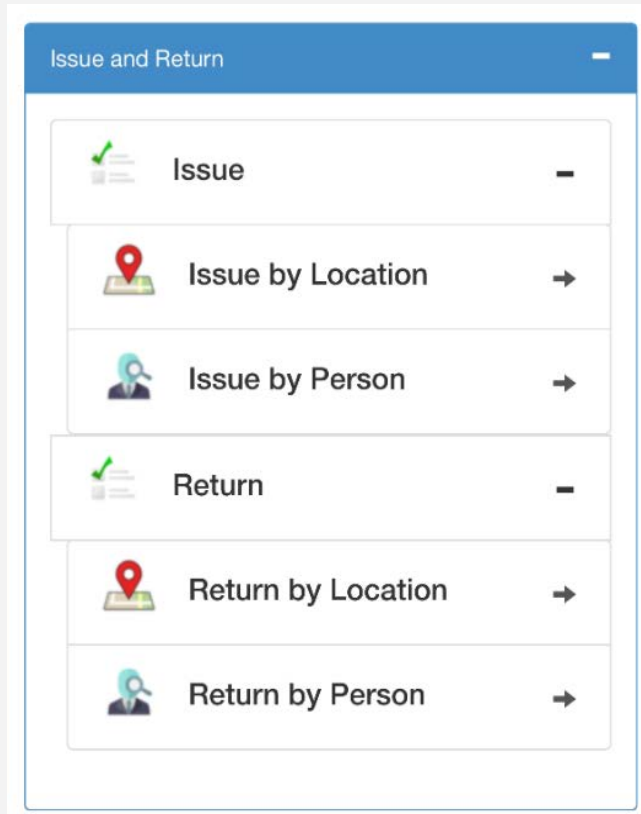 Issue and Return
Issue
Issue by Location
Issue by Person
Return
Return by Location
Return by Person